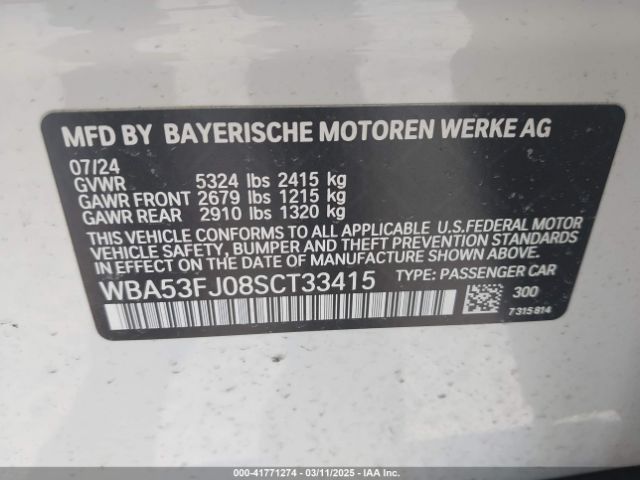 MFD BY BAYERISCHE MOTOREN WERKE AG
07/24
GVWR 5324 lbs 2415 kg
GAWR FRONT 2679 lbs 1215 kg
GAWR REAR 2910 lbs 1320 kg
THIS VEHICLE CONFORMS TO ALL APPLICABLE U.S.FEDERAL MOTOR
VEHICLE SAFETY, BUMPER AND THEFT PREVENTION STANDARDS
IN EFFECT ON THE DATE OF MANUFACTURE SHOWN ABOVE.
WBA53FJ08SCT33415 TYPE: PASSENGER CAR
300
7315814
000-41771274 - 03/11/2025 - IAAI.COM